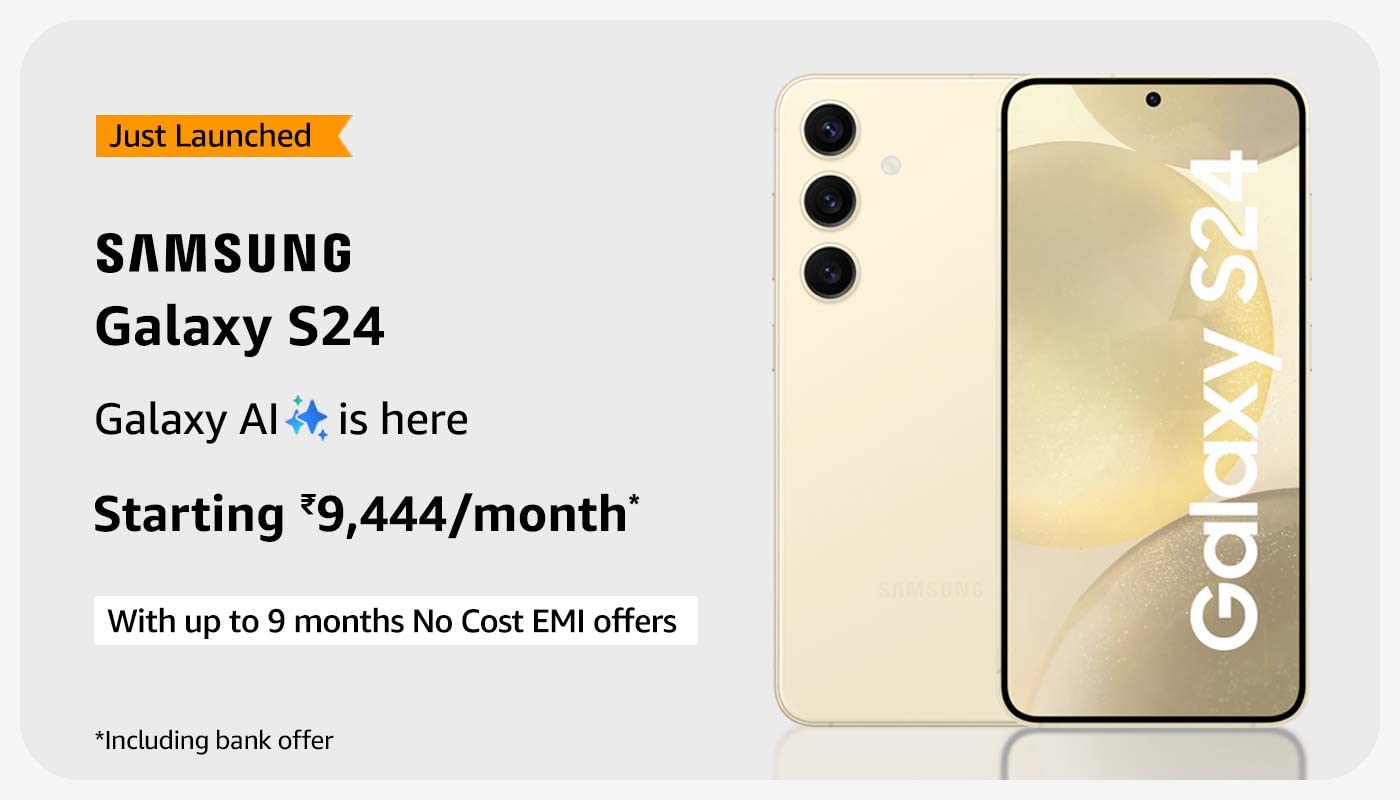 Just Launched
SAMSUNG
Galaxy S24
Galaxy AI is here
Starting ₹9,444/month*
With up to 9 months No Cost EMI offers
*Including bank offer
SAMSUNG
Galaxy S24